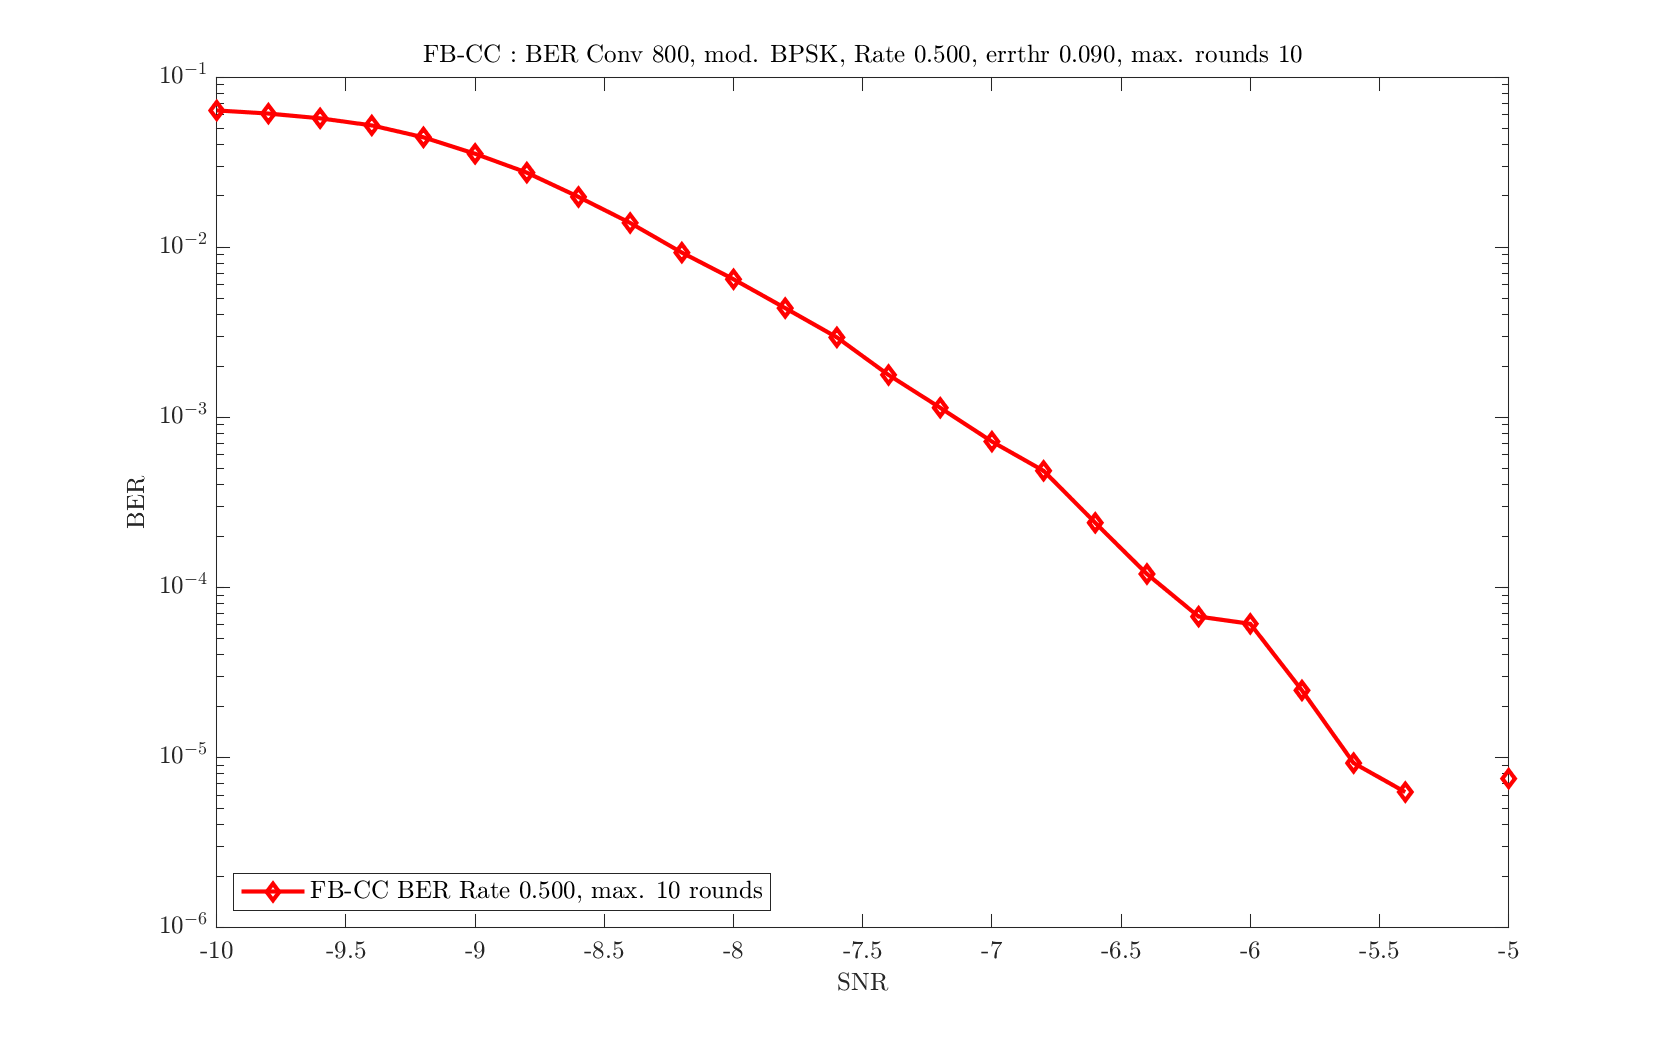 FB-CC : BER Conv 800, mod. BPSK, Rate 0.500, errthr 0.090, max. rounds 10
10^{-1}
10^{-2}
10^{-3}
10^{-4}
10^{-5}
10^{-6}
BER
FB-CC BER Rate 0.500, max. 10 rounds
-10 -9.5 -9 -8.5 -8 -7.5 -7 -6.5 -6 -5.5 -5
SNR